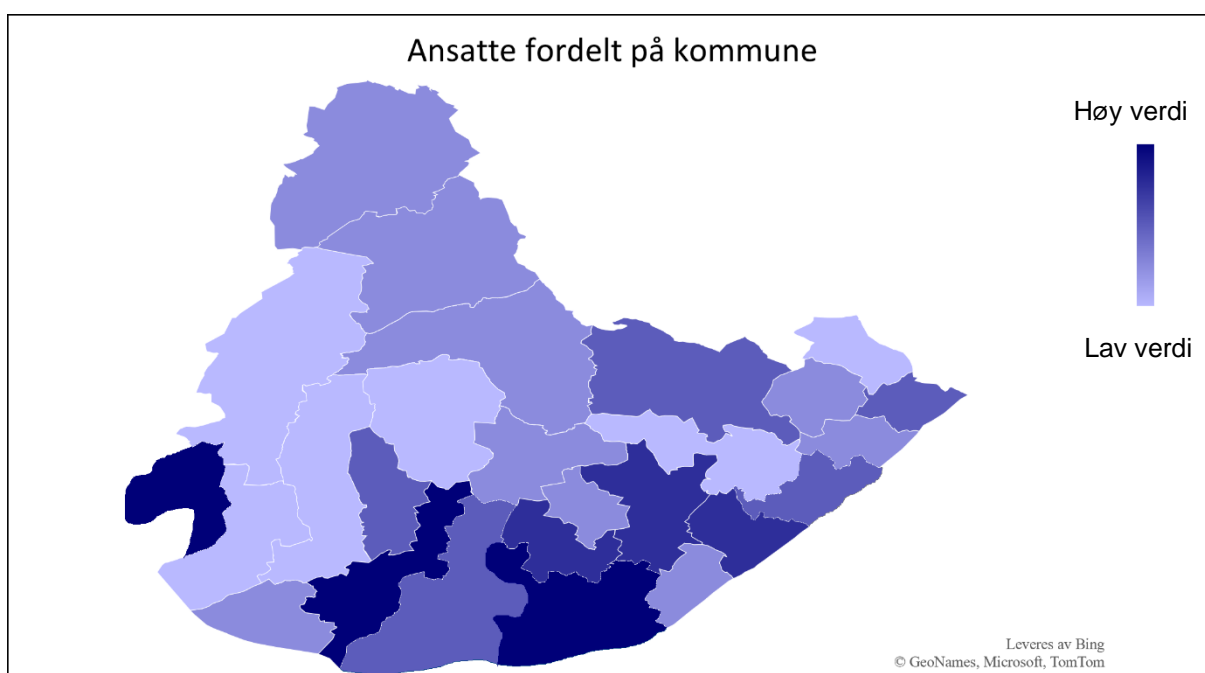 Ansatte fordelt på kommune
Høy verdi
Lav verdi
Leveres av Bing
© GeoNames, Microsoft, TomTom